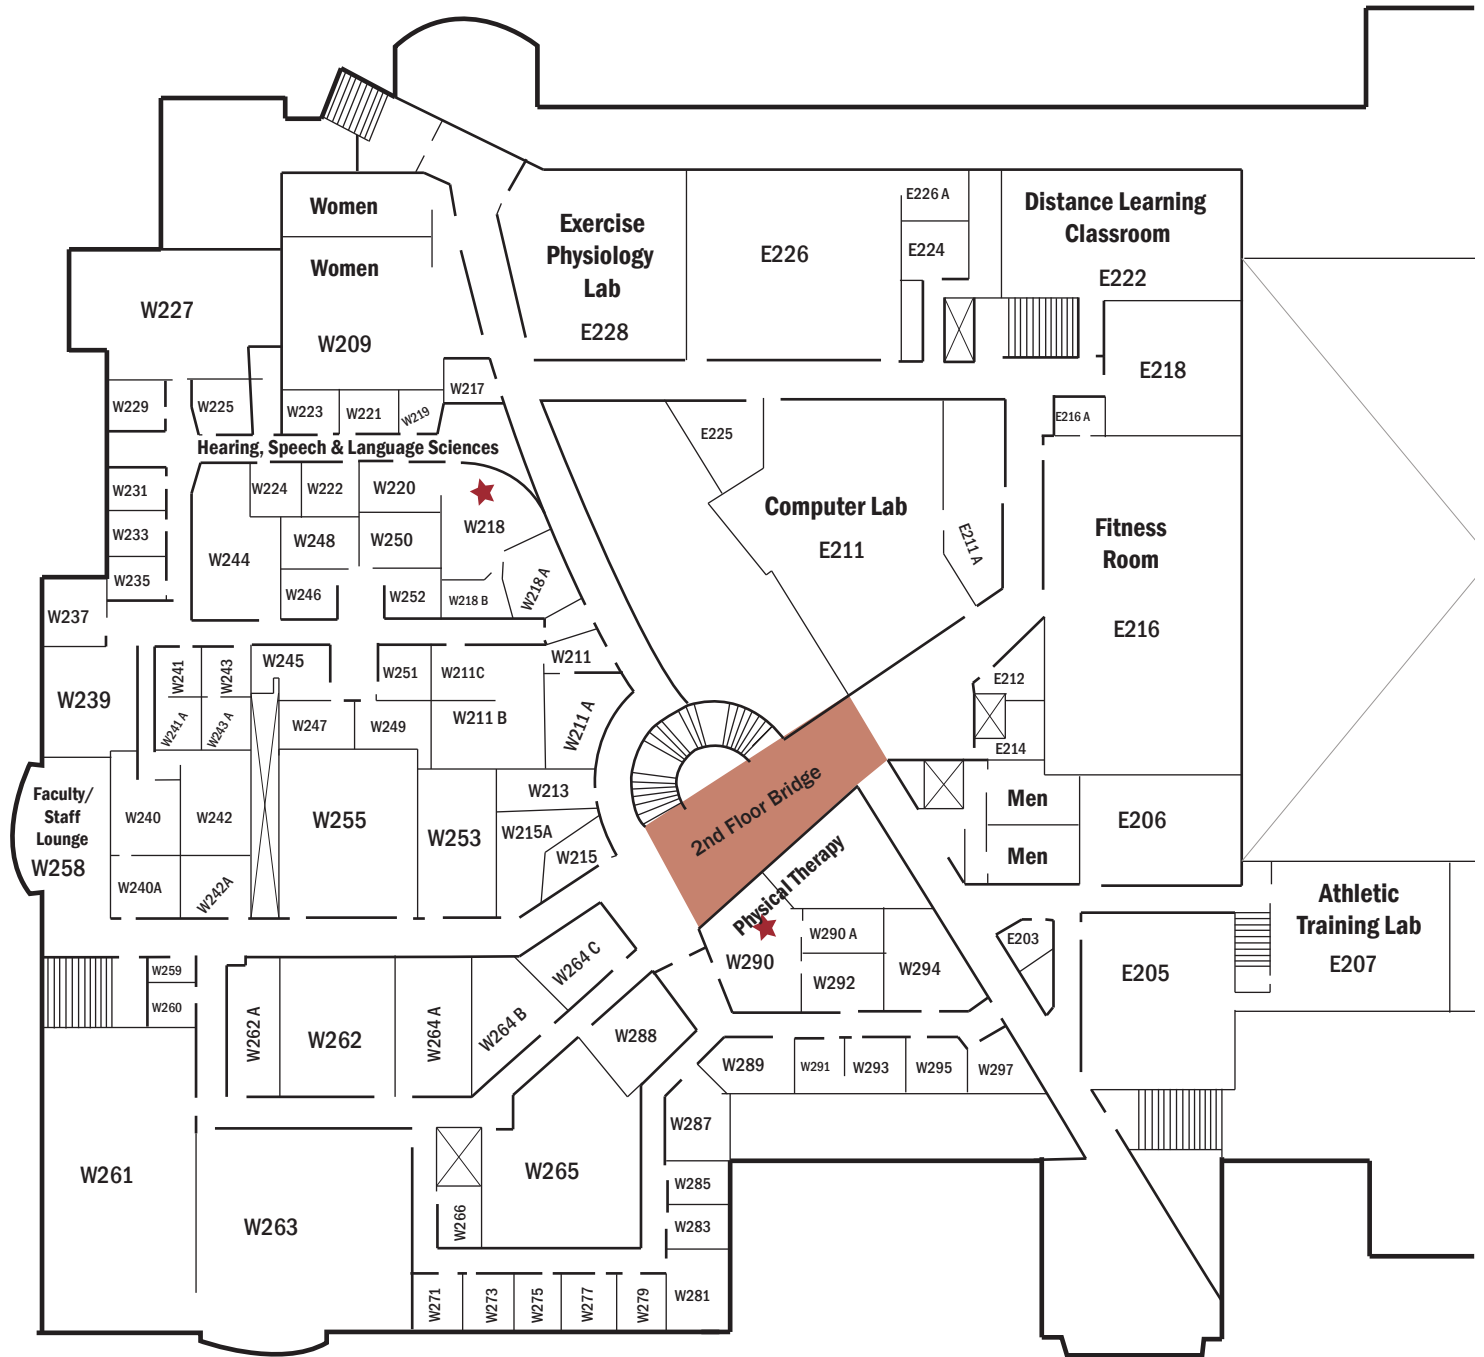 Women
Women
W209
W227
W229
W225
W223
W221
W219
W217
Hearing, Speech & Language Sciences
W231
W233
W235
W237
W239
W224
W222
W220
W218
W244
W248
W250
W246
W252
W218 B
W218 A
W241
W243
W245
W241 A
W243 A
W247
W249
W251
W211C
W211
W211 B
W211 A
W213
W215A
W215
Faculty/
Staff
Lounge
W258
W240
W242
W240A
W242A
W255
W253
Exercise
Physiology
Lab
E228
E226
E226 A
E224
Distance Learning
Classroom
E222
E218
E216 A
E225
Computer Lab
E211
E211 A
Fitness
Room
E216
E212
E214
2nd Floor Bridge
Men
Men
E206
Physical Therapy
W290
W290 A
W292
W294
E203
E205
Athletic
Training Lab
E207
W259
W260
W262 A
W262
W264 A
W264 B
W264 C
W288
W289
W291
W293
W295
W297
W287
W285
W283
W281
W261
W263
W265
W266
W271
W273
W275
W277
W279